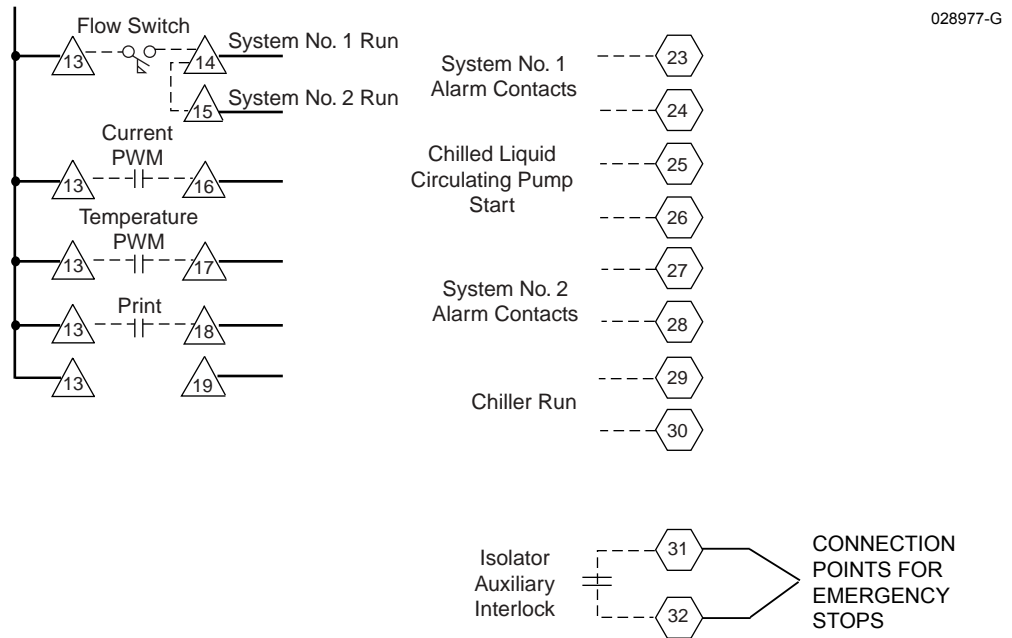 028977-G
Flow Switch
13
14
System No. 1 Run
15
System No. 2 Run
Current
PWM
13
16
Temperature
PWM
13
17
Print
13
18
13
19
System No. 1
Alarm Contacts
23
24
Chilled Liquid
Circulating Pump
Start
25
26
System No. 2
Alarm Contacts
27
28
Chiller Run
29
30
Isolator
Auxiliary
Interlock
31
32
CONNECTION
POINTS FOR
EMERGENCY
STOPS